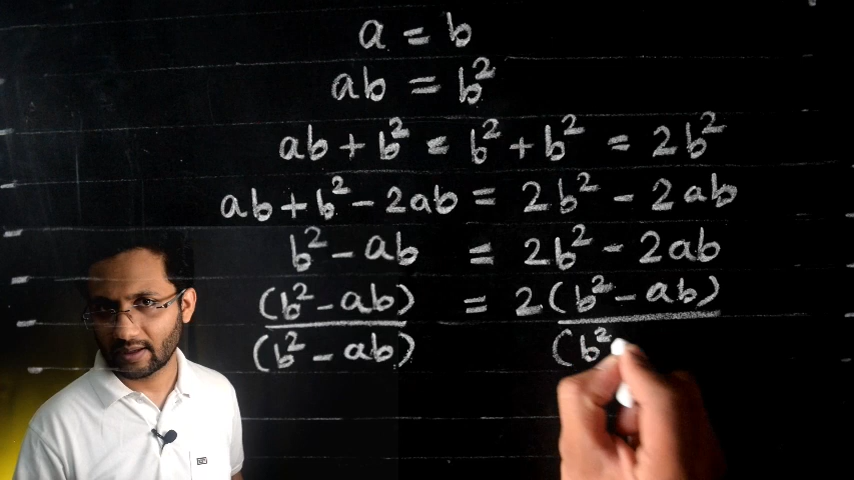 a = b
ab = b²
ab + b² = b² + b² = 2b²
ab + b² - 2ab = 2b² - 2ab
b² - ab = 2b² - 2ab
(b² - ab) = 2(b² - ab)
(b² - ab) (b²